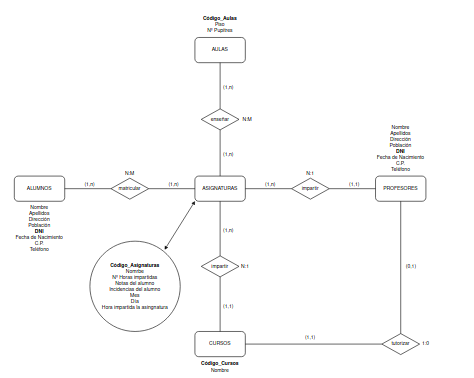 Código_Aulas
Piso
Nº Pupitres
AULAS
(1,n)
enseñar
N:M
(1,n)
Nombre
Apellidos
Dirección
Población
DNI
Fecha de Nacimiento
C.P.
Teléfono
N:M
N:1
ALUMNOS
(1,n)
matricular
(1,n)
ASIGNATURAS
(1,n)
impartir
(1,1)
PROFESORES
Nombre
Apellidos
Dirección
Población
DNI
Fecha de Nacimiento
C.P.
Teléfono
(1,n)
Código_Asignaturas
Nombre
Nº Horas impartidas
Notas del alumno
Incidencias del alumno
Mes
Día
Hora impartida la asingnatura
impartir
N:1
(0,1)
(1,1)
CURSOS
(1,1)
tutorizar
1:0
Código_Cursos
Nombre